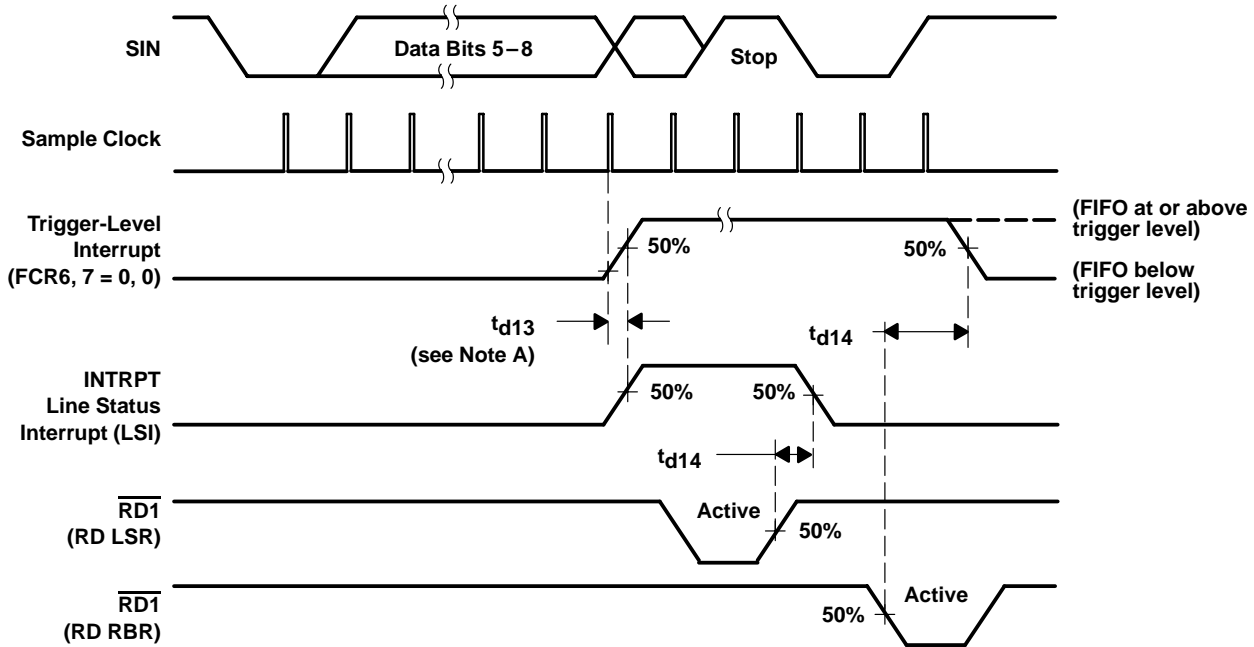 SIN
Data Bits 5–8
Stop
Sample Clock
Trigger-Level
Interrupt
(FCR6, 7 = 0, 0)
50%
50%
(FIFO at or above
trigger level)
(FIFO below
trigger level)
td13
(see Note A)
td14
INTRPT
Line Status
Interrupt (LSI)
50%
50%
td14
RD1
(RD LSR)
Active
50%
RD1
(RD RBR)
50%
Active